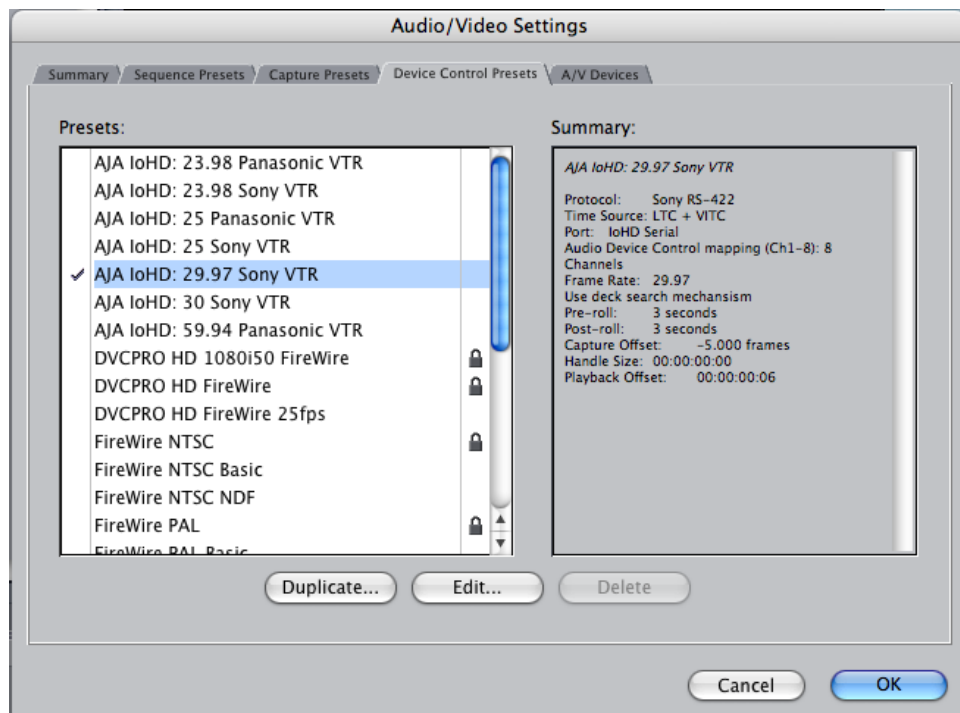 Audio/Video Settings
Summary
Sequence Presets
Capture Presets
Device Control Presets
A/V Devices
Presets:
AJA IoHD: 23.98 Panasonic VTR
AJA IoHD: 23.98 Sony VTR
AJA IoHD: 25 Panasonic VTR
AJA IoHD: 25 Sony VTR
AJA IoHD: 29.97 Sony VTR
AJA IoHD: 30 Sony VTR
AJA IoHD: 59.94 Panasonic VTR
DVCPRO HD 1080i50 FireWire
DVCPRO HD FireWire
DVCPRO HD FireWire 25fps
FireWire NTSC
FireWire NTSC Basic
FireWire NTSC NDF
FireWire PAL
FireWire PAL Basic
Summary:
AJA IoHD: 29.97 Sony VTR
Protocol: Sony RS-422
Time Source: LTC + VITC
Port: IoHD Serial
Audio Device Control mapping (Ch1-8): 8
Channels
Frame Rate: 29.97
Use deck search mechansism
Pre-roll: 3 seconds
Post-roll: 3 seconds
Capture Offset: -5.000 frames
Handle Size: 00:00:00:00
Playback Offset: 00:00:00:06
Duplicate...
Edit...
Delete
Cancel
OK